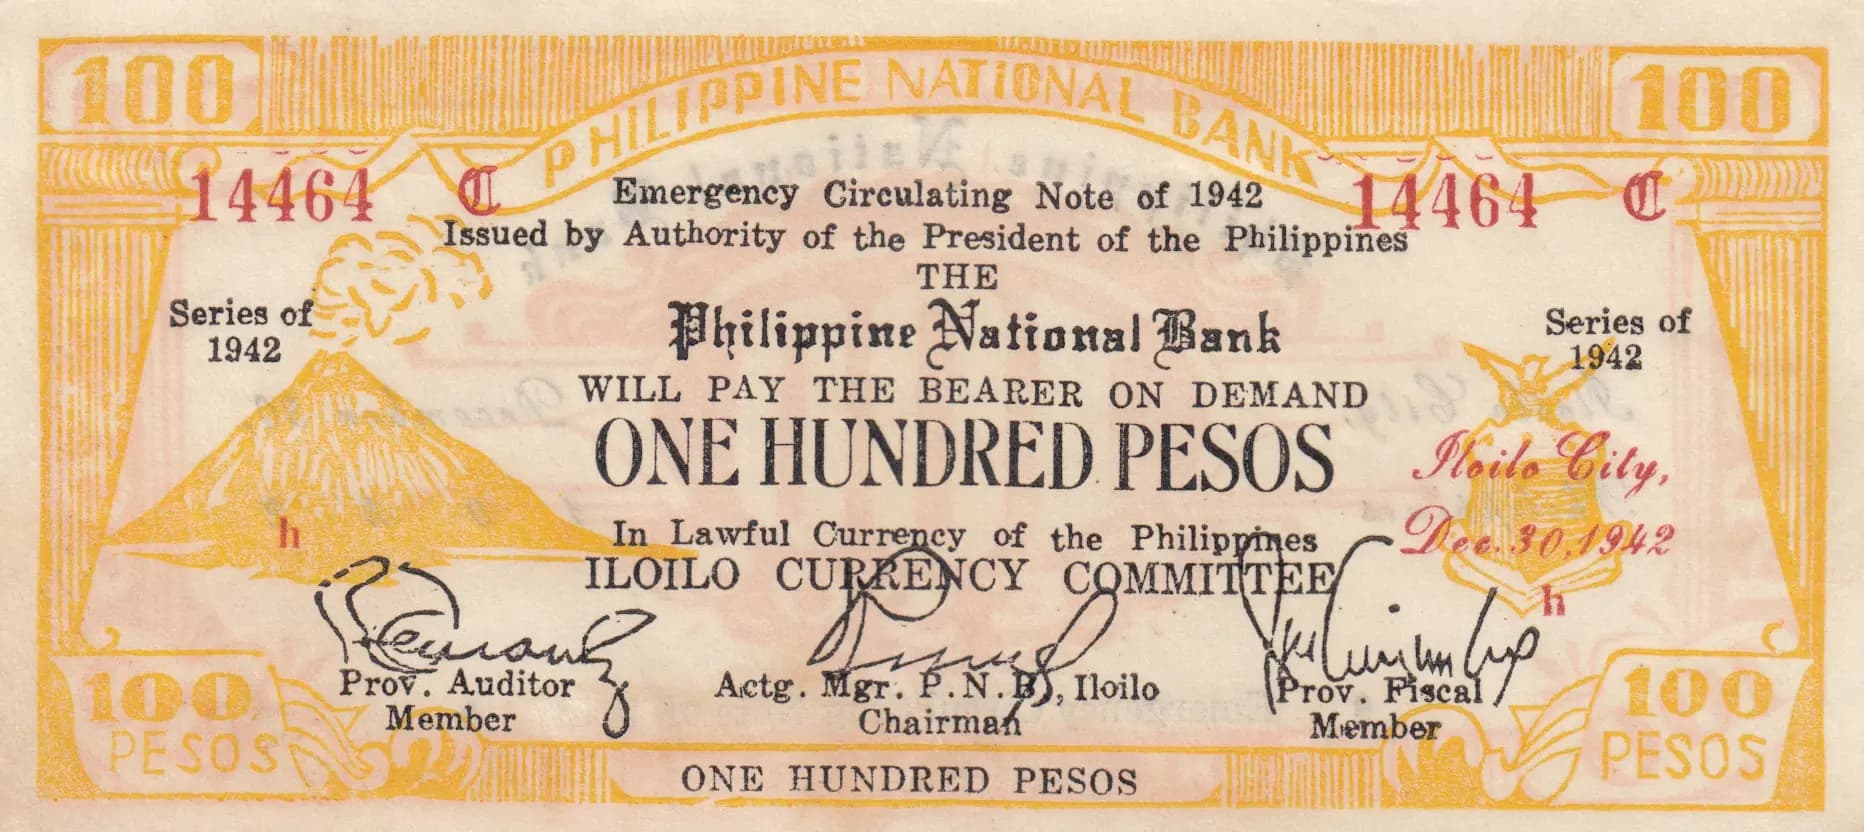 100 PHILIPPINE NATIONAL BANK 100
14464 C 14464 C
Emergency Circulating Note of 1942
Issued by Authority of the President of the Philippines
THE
Philippine National Bank
Series of
1942
Series of
1942
WILL PAY THE BEARER ON DEMAND
ONE HUNDRED PESOS
Iloilo City,
Dec. 30, 1942
In Lawful Currency of the Philippines
ILOILO CURRENCY COMMITTEE
h h
Prov. Auditor
Member
Actg. Mgr. P.N.B., Iloilo
Chairman
Prov. Fiscal
Member
100
PESOS
100
PESOS
ONE HUNDRED PESOS